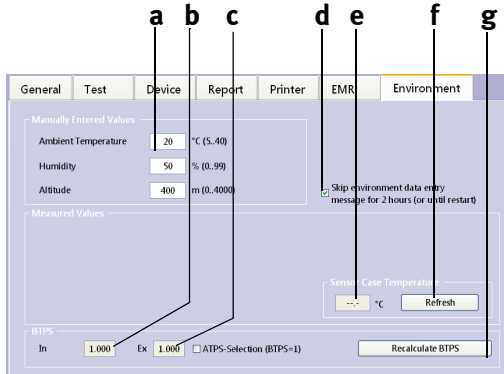 a b c d e f g
General Test Device Report Printer EMR Environment
Manually Entered Values
Ambient Temperature 20 °C (5..40)
Humidity 50 % (0..99)
Altitude 400 m (0..4000)
Skip environment data entry
message for 2 hours (or until restart)
Measured Values
Sensor Case Temperature
--.- °C Refresh
BTPS
In 1.000 Ex 1.000 ATPS-Selection (BTPS=1) Recalculate BTPS